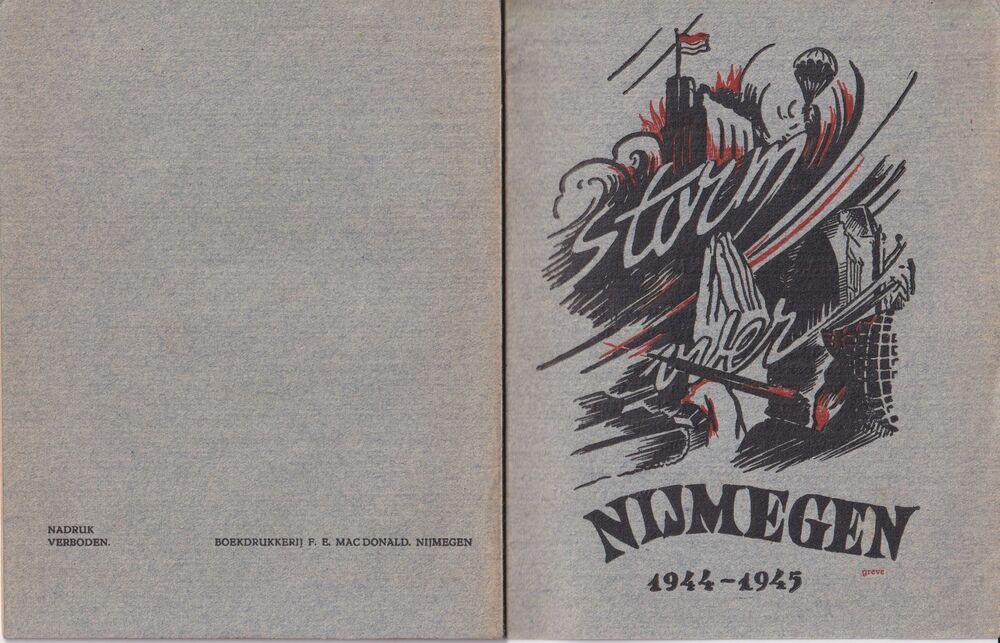 NADRUK
VERBODEN.
BOEKDRUKKERIJ F. E. MAC DONALD. NIJMEGEN
storm
over
NIJMEGEN
greve
1944-1945